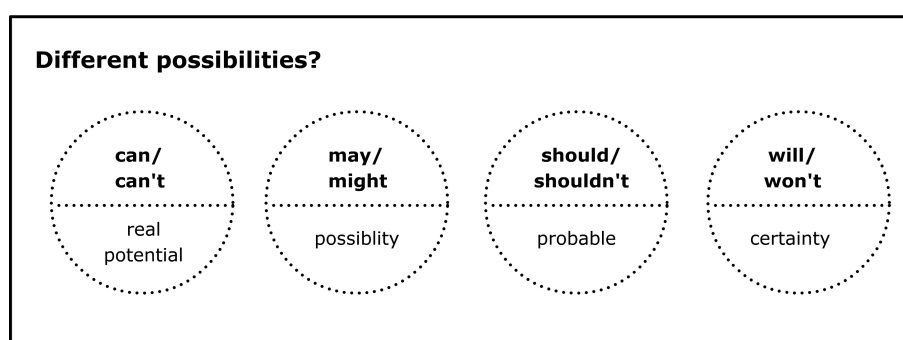 Different possibilities?
can/
can't
real
potential
may/
might
possiblity
should/
shouldn't
probable
will/
won't
certainty